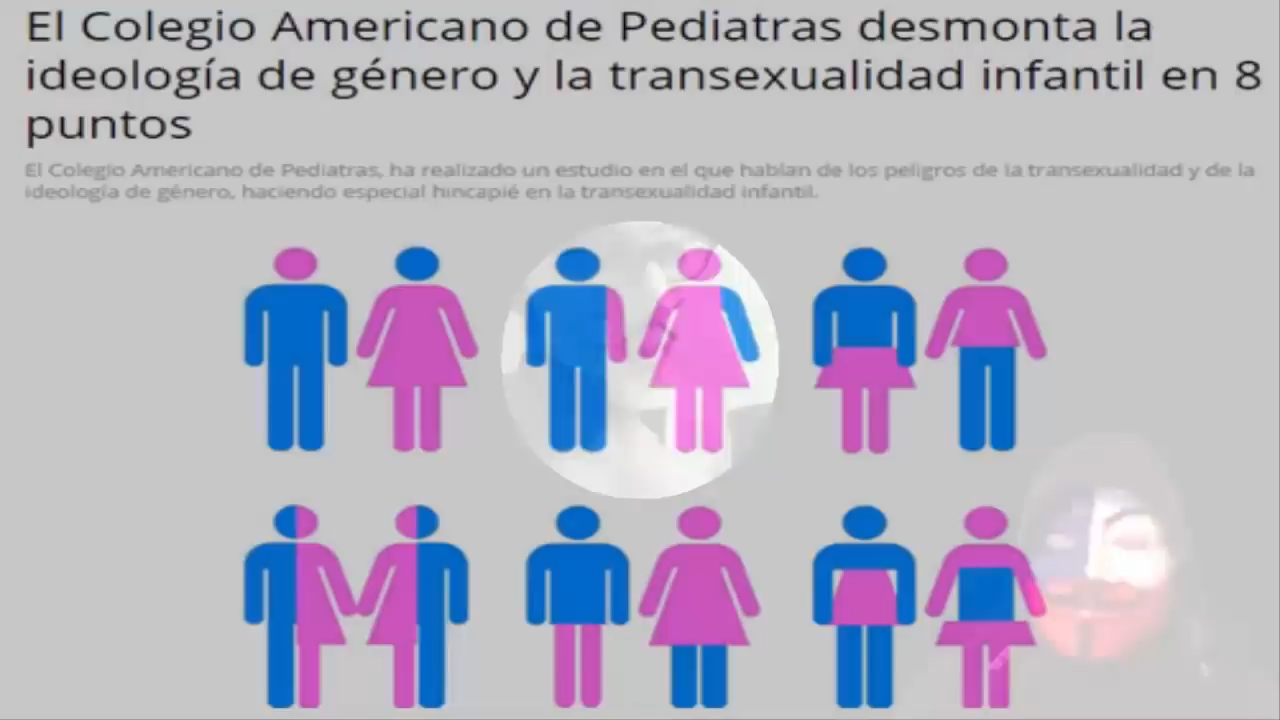 El Colegio Americano de Pediatras desmonta la
ideología de género y la transexualidad infantil en 8
puntos
El Colegio Americano de Pediatras, ha realizado un estudio en el que hablan de los peligros de la transexualidad y de la
ideología de género, haciendo especial hincapié en la transexualidad infantil.